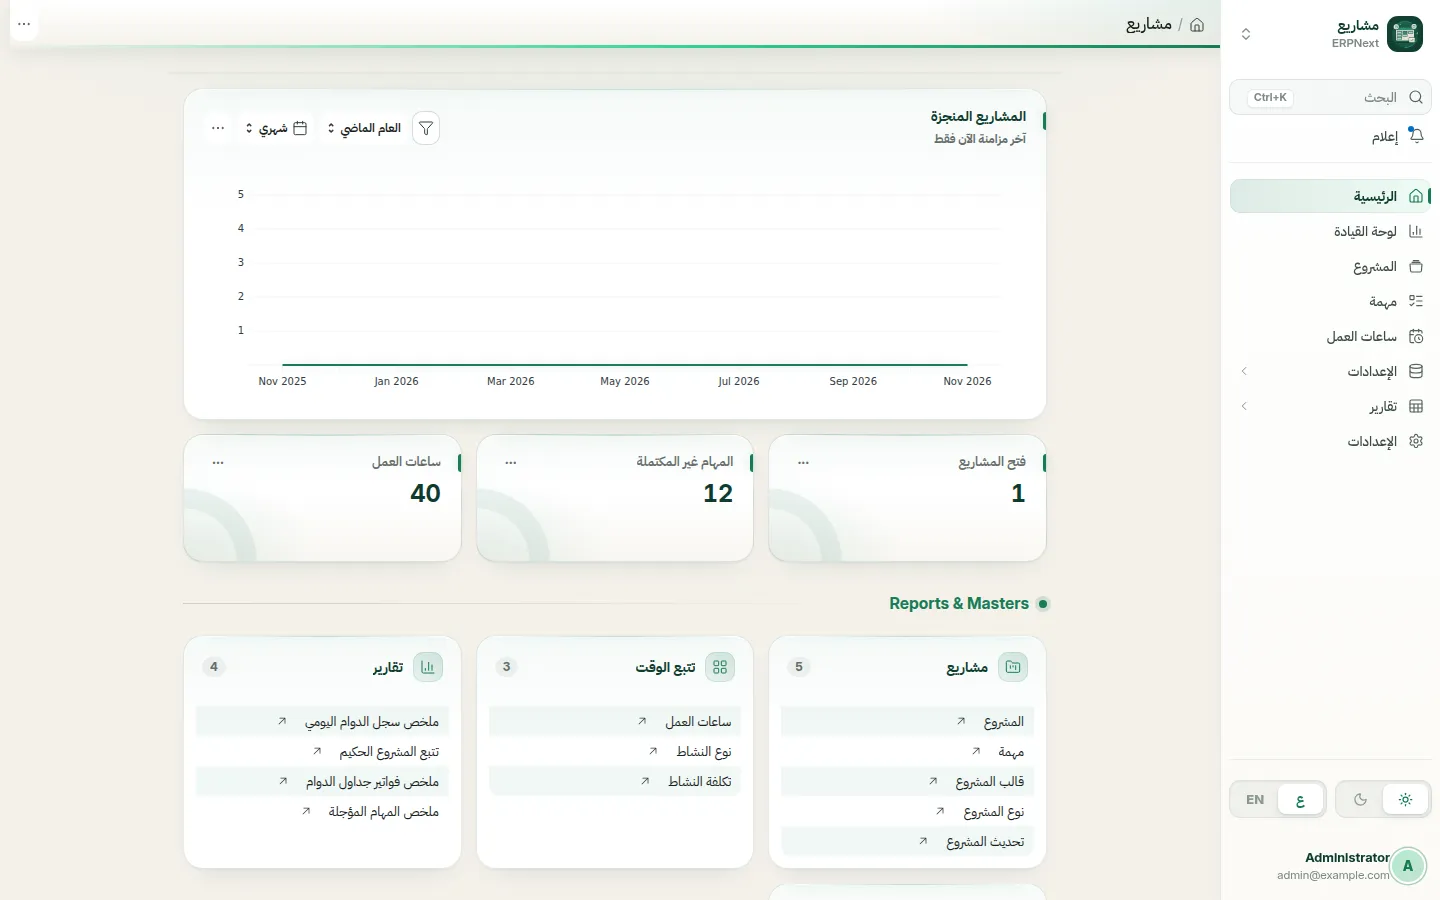 مشاريع
ERPNext
البحث
Ctrl+K
إعلام
الرئيسية
لوحة القيادة
المشروع
مهمة
ساعات العمل
الإعدادات
تقارير
الإعدادات
ع
EN
Administrator
admin@example.com
A
/ مشاريع
المشاريع المنجزة
آخر مزامنة الآن فقط
العام الماضي
شهري
5
4
3
2
1
Nov 2025
Jan 2026
Mar 2026
May 2026
Jul 2026
Sep 2026
Nov 2026
فتح المشاريع
1
المهام غير المكتملة
12
ساعات العمل
40
Reports & Masters
مشاريع
5
المشروع
مهمة
قالب المشروع
نوع المشروع
تحديث المشروع
تتبع الوقت
3
ساعات العمل
نوع النشاط
تكلفة النشاط
تقارير
4
ملخص سجل الدوام اليومي
تتبع المشروع الحكيم
ملخص فواتير جداول الدوام
ملخص المهام المؤجلة